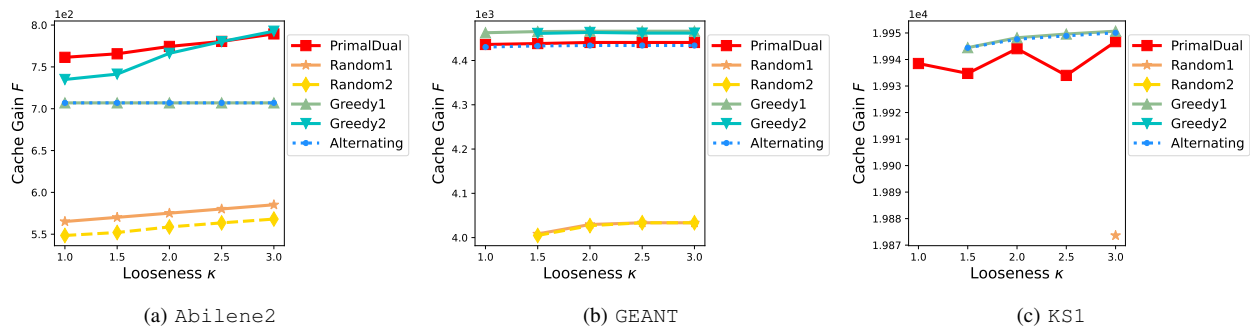 1e2
8.0
7.5
7.0
6.5
6.0
5.5
Cache Gain F
1.0 1.5 2.0 2.5 3.0
Looseness κ
PrimalDual
Random1
Random2
Greedy1
Greedy2
Alternating
(a) Abilene2
1e3
4.4
4.3
4.2
4.1
4.0
Cache Gain F
1.0 1.5 2.0 2.5 3.0
Looseness κ
PrimalDual
Random1
Random2
Greedy1
Greedy2
Alternating
(b) GEANT
1e4
1.995
1.994
1.993
1.992
1.991
1.990
1.989
1.988
1.987
Cache Gain F
1.0 1.5 2.0 2.5 3.0
Looseness κ
PrimalDual
Random1
Random2
Greedy1
Greedy2
Alternating
(c) KS1